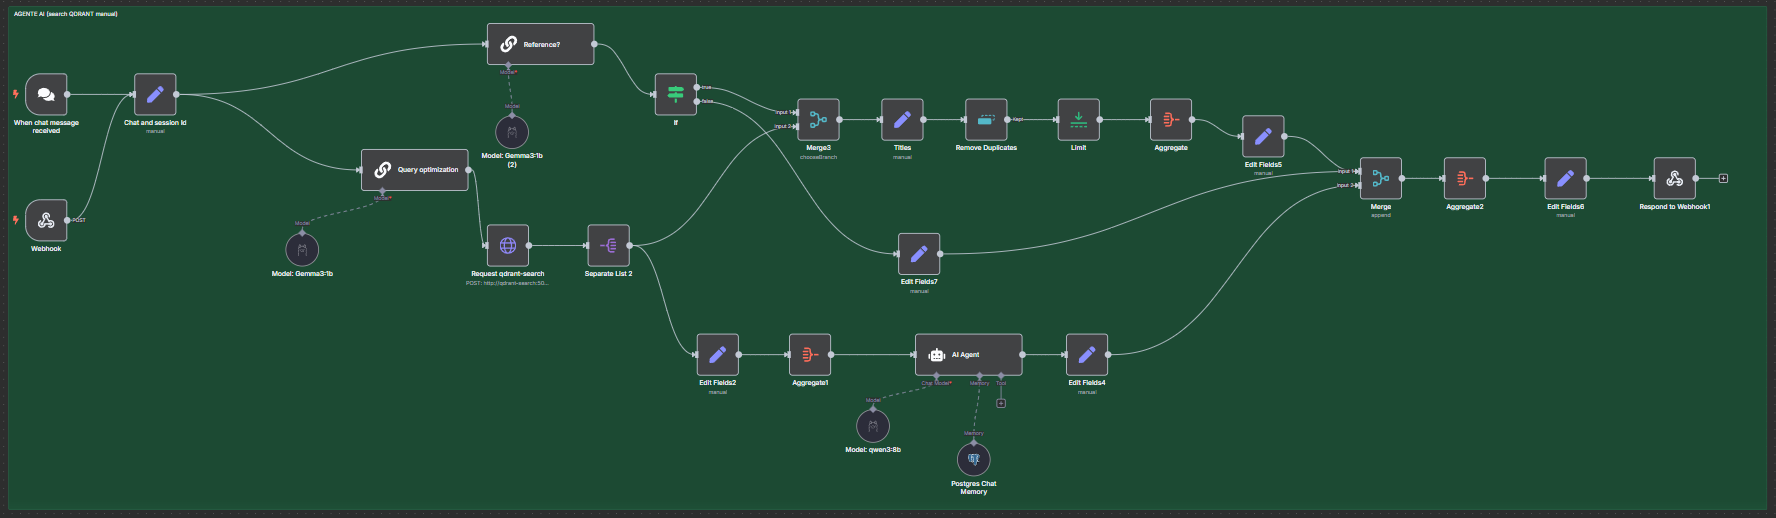 AGENTE AI (search QDRANT manual)
Reference?
Model*
Model
Model: Gemma3:1b
(2)
When chat message
received
Chat and session Id
manual
Webhook
POST
Query optimization
Model*
Model
Model: Gemma3:1b
Request qdrant-search
POST: http://qdrant-search:50...
Separate List 2
If
true
false
Input 1
Input 2
Merge3
chooseBranch
Titles
manual
Remove Duplicates
Kept
Limit
Aggregate
Edit Fields5
manual
Edit Fields7
manual
Input 1
Input 2
Merge
append
Aggregate2
Edit Fields6
manual
Respond to Webhook1
Edit Fields2
manual
Aggregate1
AI Agent
Chat Model*
Memory
Tool
Model
Model: qwen3:8b
Memory
Postgres Chat
Memory
Edit Fields4
manual